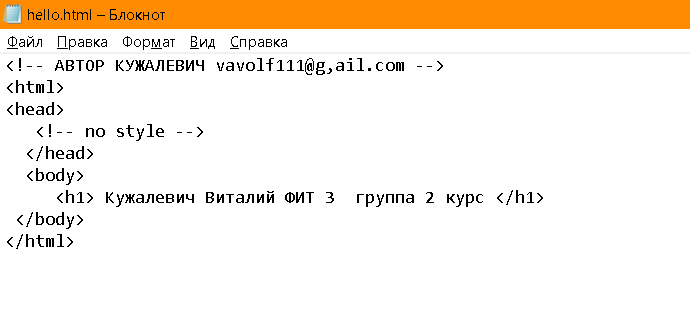 hello.html – Блокнот
Файл Правка Формат Вид Справка
<!-- АВТОР КУЖАЛЕВИЧ vavolf111@g,ail.com -->
<html>
<head>
<!-- no style -->
</head>
<body>
<h1> Кужалевич Виталий ФИТ 3  группа 2 курс </h1>
</body>
</html>